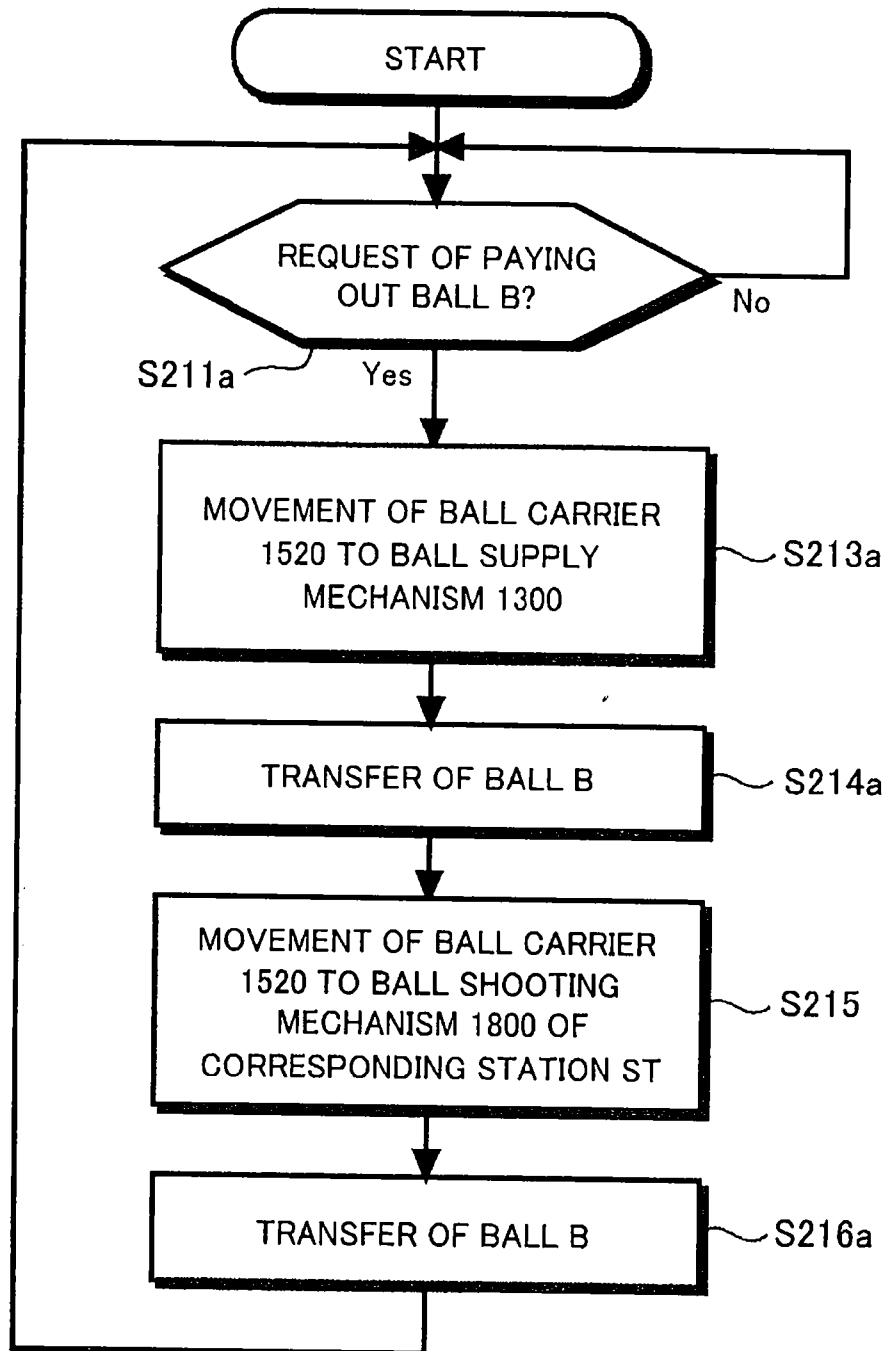 START
REQUEST OF PAYING
OUT BALL B?
No
S211a
Yes
MOVEMENT OF BALL CARRIER
1520 TO BALL SUPPLY
MECHANISM 1300
S213a
TRANSFER OF BALL B
S214a
MOVEMENT OF BALL CARRIER
1520 TO BALL SHOOTING
MECHANISM 1800 OF
CORRESPONDING STATION ST
S215
TRANSFER OF BALL B
S216a